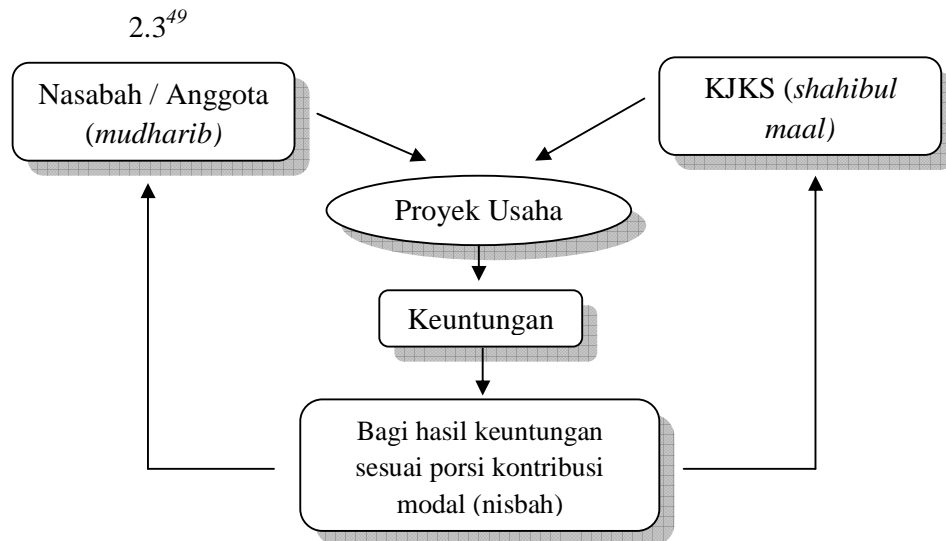 2.3⁴⁹
Nasabah / Anggota
(mudharib)
KJKS (shahibul
maal)
Proyek Usaha
Keuntungan
Bagi hasil keuntungan
sesuai porsi kontribusi
modal (nisbah)